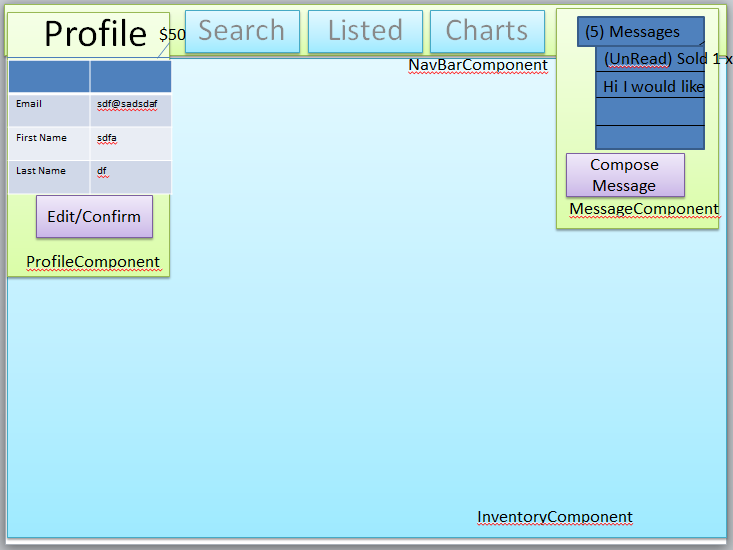 Profile
$50
Search
Listed
Charts
(5) Messages
(UnRead) Sold 1 x
Hi I would like
NavBarComponent
Email sdf@sadsdaf
First Name sdfa
Last Name df
Edit/Confirm
ProfileComponent
Compose
Message
MessageComponent
InventoryComponent